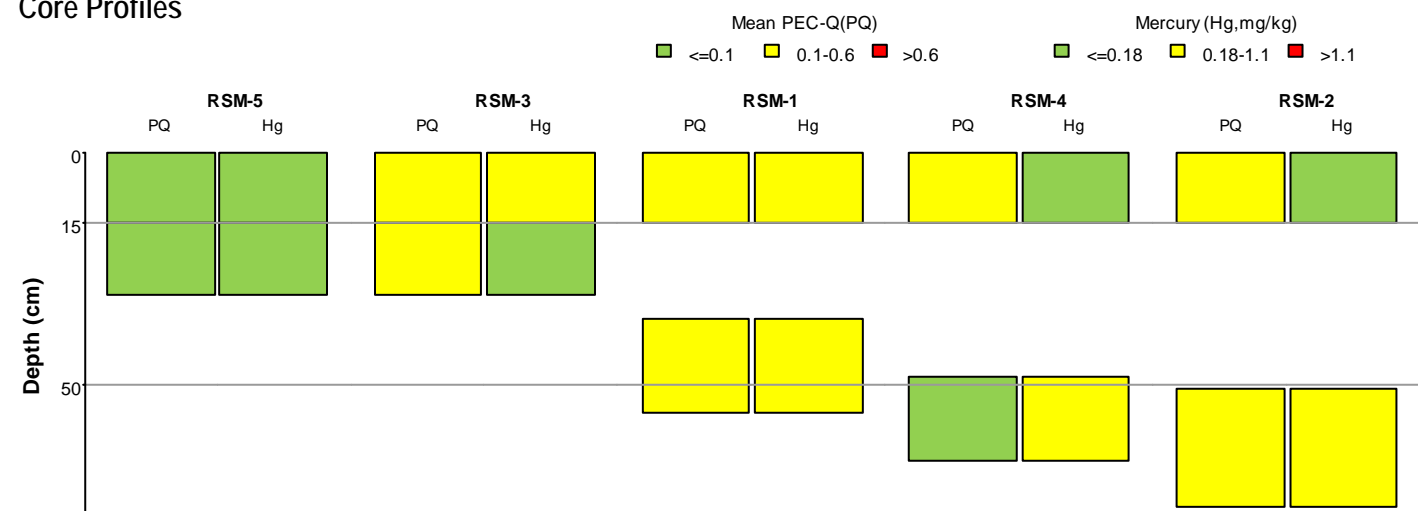 Core Profiles
Mean PEC-Q(PQ) Mercury (Hg,mg/kg)
<=0.1 0.1-0.6 >0.6 <=0.18 0.18-1.1 >1.1
RSM-5 RSM-3 RSM-1 RSM-4 RSM-2
PQ Hg PQ Hg PQ Hg PQ Hg PQ Hg
0
15
Depth (cm)
50